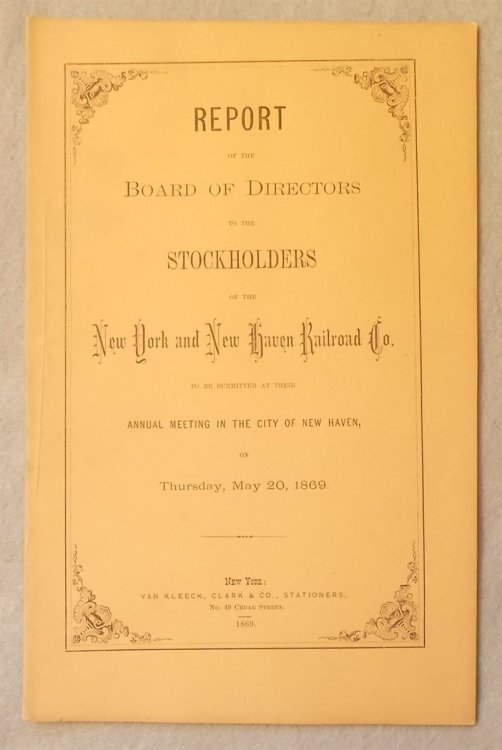 REPORT
OF THE
BOARD OF DIRECTORS
TO THE
STOCKHOLDERS
OF THE
New York and New Haven Railroad Co.
TO BE SUBMITTED AT THEIR
ANNUAL MEETING IN THE CITY OF NEW HAVEN,
ON
Thursday, May 20, 1869.
New York:
VAN KLEECK, CLARK & CO., STATIONERS,
No. 49 CEDAR STREET.
1869.